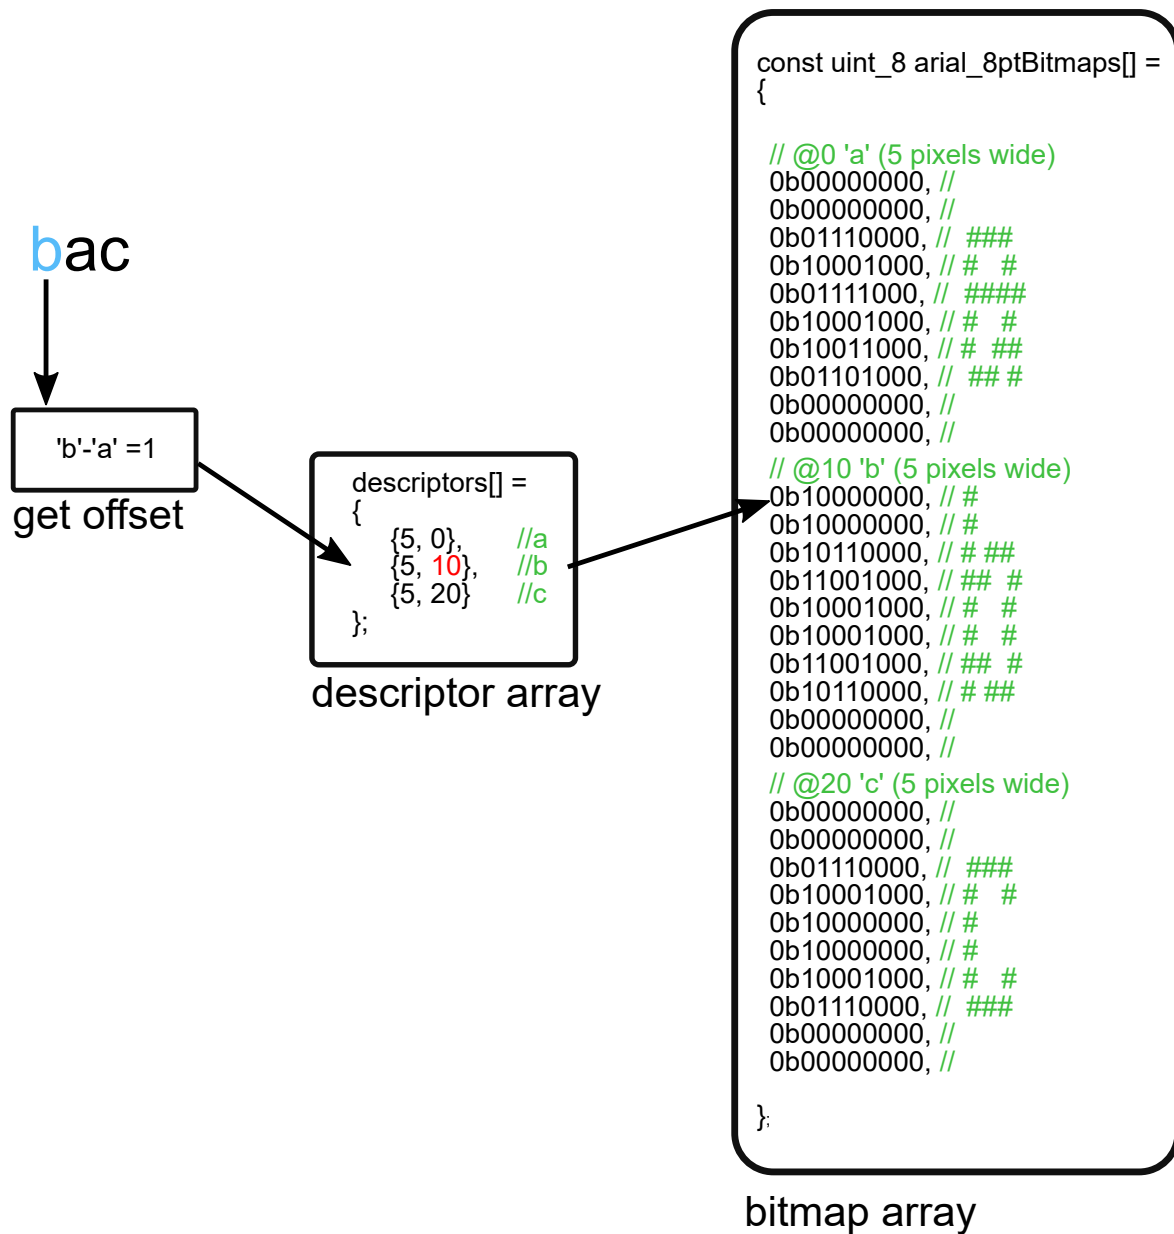 bac
'b'-'a' =1
get offset
descriptors[] =
{
{5, 0}, //a
{5, 10}, //b
{5, 20} //c
};
descriptor array
const uint_8 arial_8ptBitmaps[] =
{
// @0 'a' (5 pixels wide)
0b00000000, //
0b00000000, //
0b01110000, //  ###
0b10001000, // #   #
0b01111000, //  ####
0b10001000, // #   #
0b10011000, // #  ##
0b01101000, //  ## #
0b00000000, //
0b00000000, //
// @10 'b' (5 pixels wide)
0b10000000, // #
0b10000000, // #
0b10110000, // # ##
0b11001000, // ##  #
0b10001000, // #   #
0b10001000, // #   #
0b11001000, // ##  #
0b10110000, // # ##
0b00000000, //
0b00000000, //
// @20 'c' (5 pixels wide)
0b00000000, //
0b00000000, //
0b01110000, //  ###
0b10001000, // #   #
0b10000000, // #
0b10000000, // #
0b10001000, // #   #
0b01110000, //  ###
0b00000000, //
0b00000000, //
};
bitmap array